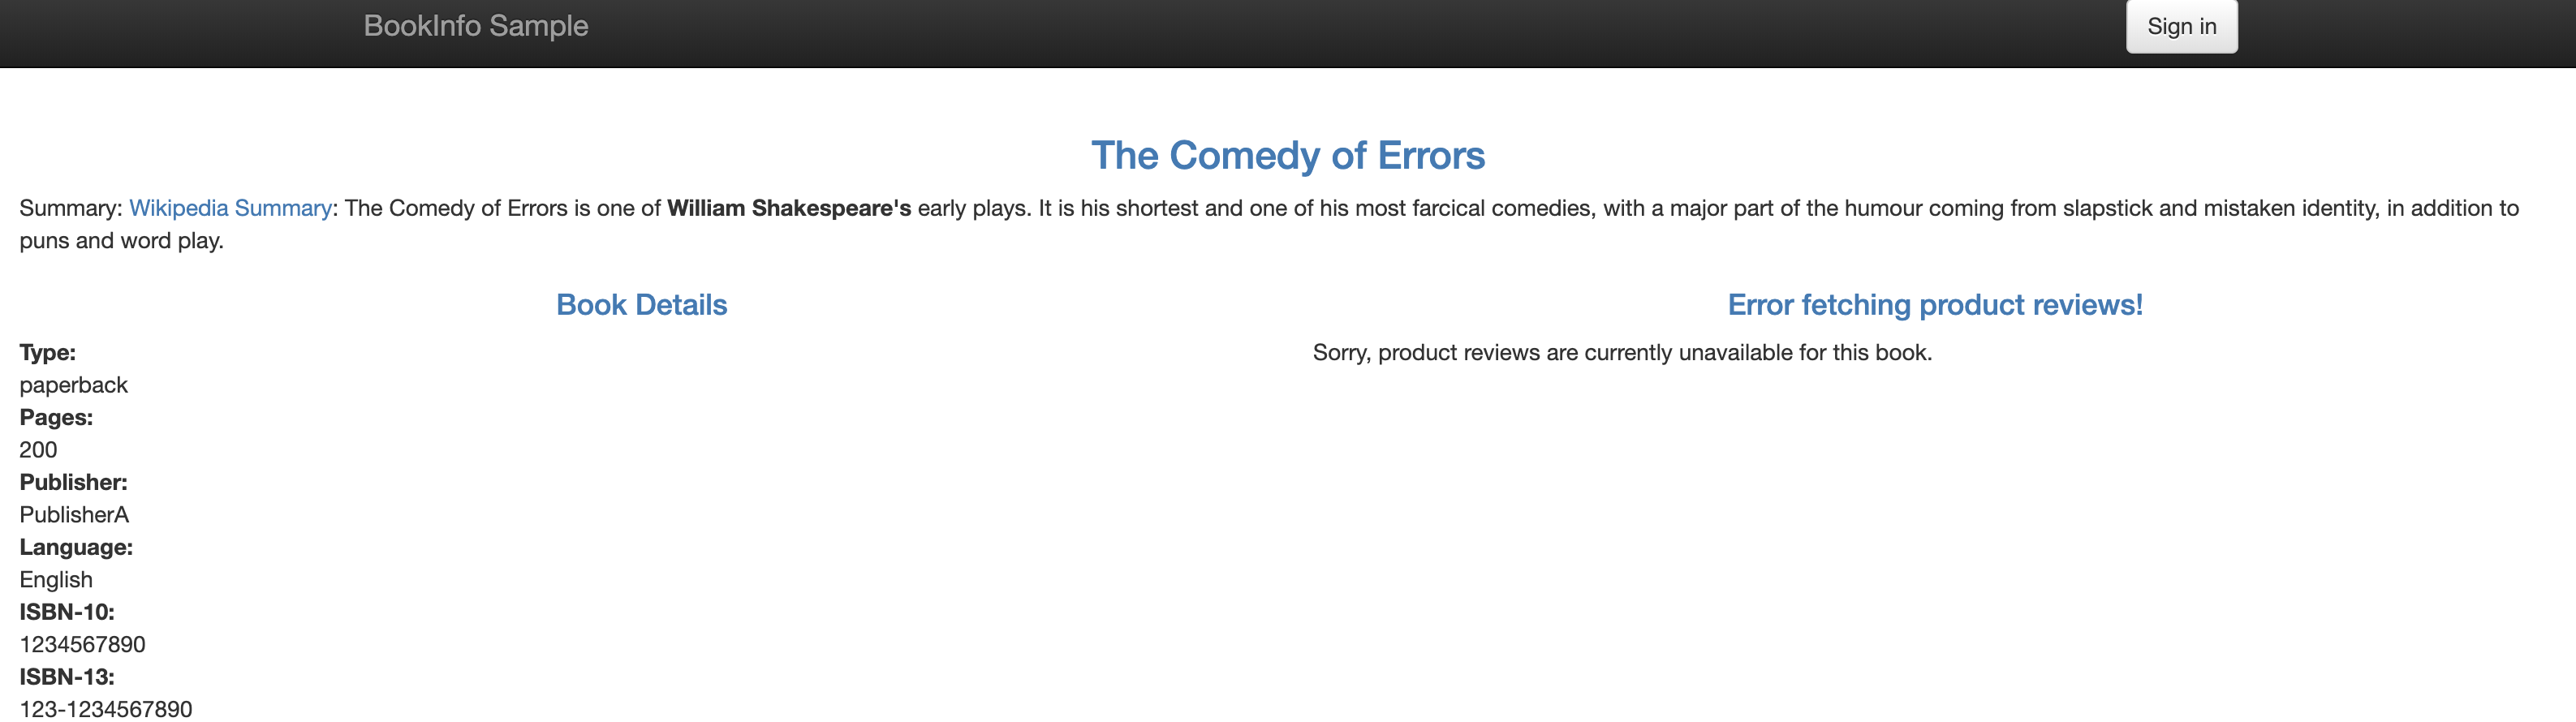 BookInfo Sample
Sign in
The Comedy of Errors
Summary: Wikipedia Summary: The Comedy of Errors is one of William Shakespeare's early plays. It is his shortest and one of his most farcical comedies, with a major part of the humour coming from slapstick and mistaken identity, in addition to
puns and word play.
Book Details
Type:
paperback
Pages:
200
Publisher:
PublisherA
Language:
English
ISBN-10:
1234567890
ISBN-13:
123-1234567890
Error fetching product reviews!
Sorry, product reviews are currently unavailable for this book.